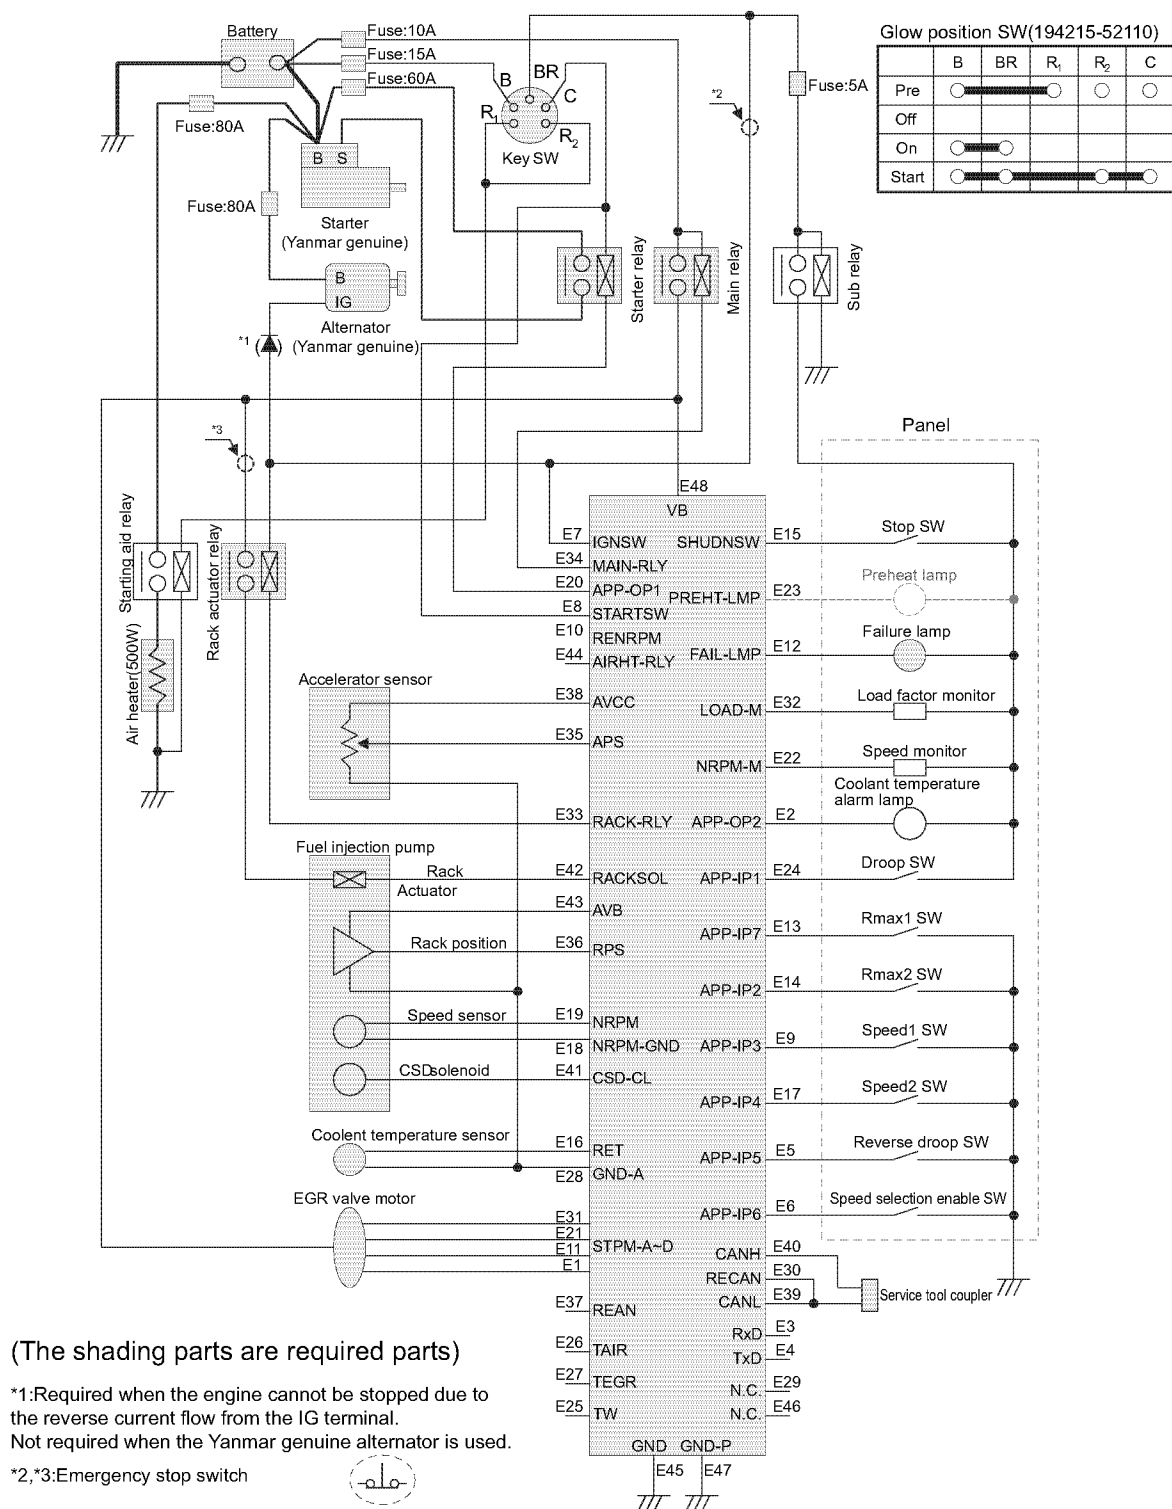 Battery
Fuse:10A
Fuse:15A
Fuse:60A
Fuse:80A
Fuse:80A
B S
Starter
(Yanmar genuine)
B
IG
Alternator
(Yanmar genuine)
*1
B
BR
C
R1
R2
Key SW
*2
Fuse:5A
Glow position SW(194215-52110)
B BR R1 R2 C
Pre
Off
On
Start
Starter relay
Main relay
Sub relay
*3
Starting aid relay
Rack actuator relay
Air heater(500W)
Panel
E48
VB
E7 IGNSW
E34 MAIN-RLY
E20 APP-OP1
E8 STARTSW
E10 RENRPM
E44 AIRHT-RLY
Accelerator sensor
E38 AVCC
E35 APS
E33 RACK-RLY
Fuel injection pump
Rack
Actuator
E42 RACKSOL
E43 AVB
Rack position E36 RPS
Speed sensor E19 NRPM
E18 NRPM-GND
CSDsolenoid E41 CSD-CL
Coolent temperature sensor E16 RET
E28 GND-A
EGR valve motor
E31
E21
E11
E1
STPM-A~D
E37 REAN
E26 TAIR
E27 TEGR
E25 TW
SHUDNSW E15 Stop SW
PREHT-LMP E23 Preheat lamp
FAIL-LMP E12 Failure lamp
LOAD-M E32 Load factor monitor
NRPM-M E22 Speed monitor
Coolant temperature
alarm lamp
APP-OP2 E2
APP-IP1 E24 Droop SW
APP-IP7 E13 Rmax1 SW
APP-IP2 E14 Rmax2 SW
APP-IP3 E9 Speed1 SW
APP-IP4 E17 Speed2 SW
APP-IP5 E5 Reverse droop SW
APP-IP6 E6 Speed selection enable SW
CANH E40
RECAN E30
CANL E39
Service tool coupler
RxD E3
TxD E4
N.C. E29
N.C. E46
GND GND-P
E45 E47
(The shading parts are required parts)
*1:Required when the engine cannot be stopped due to
the reverse current flow from the IG terminal.
Not required when the Yanmar genuine alternator is used.
*2,*3:Emergency stop switch